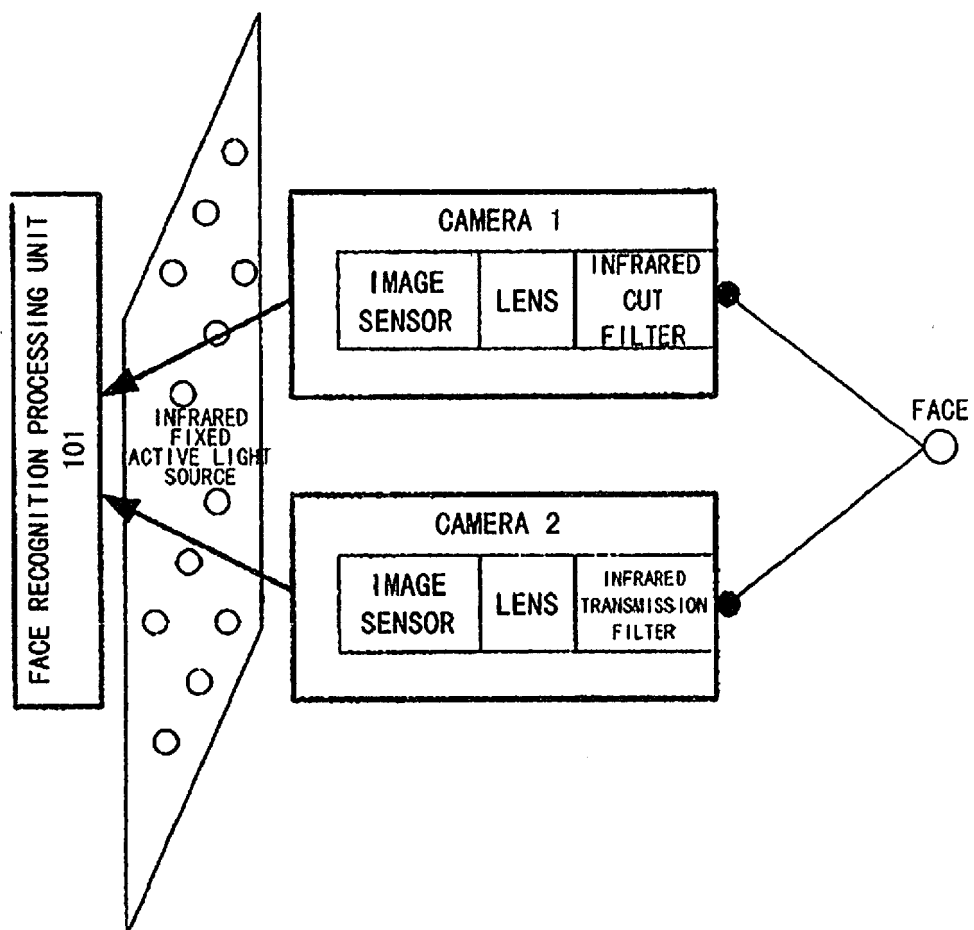 FACE RECOGNITION PROCESSING UNIT
101
INFRARED
FIXED
ACTIVE LIGHT
SOURCE
CAMERA 1
IMAGE
SENSOR
LENS
INFRARED
CUT
FILTER
CAMERA 2
IMAGE
SENSOR
LENS
INFRARED
TRANSMISSION
FILTER
FACE